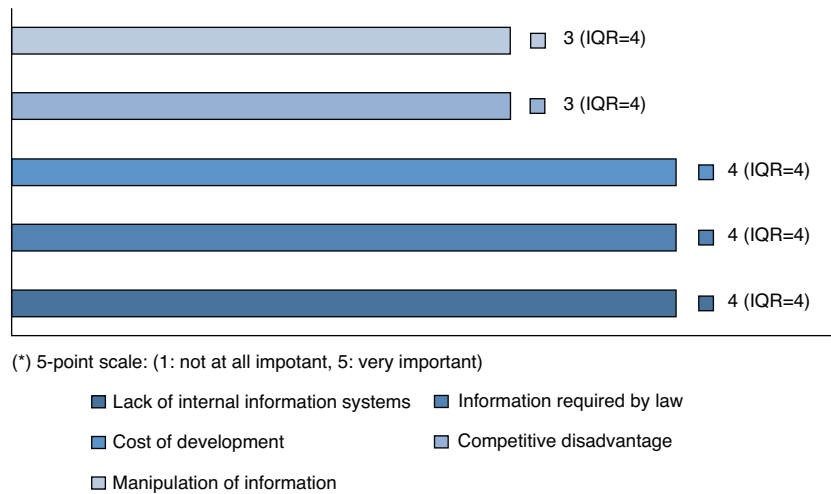 3 (IQR=4)
3 (IQR=4)
4 (IQR=4)
4 (IQR=4)
4 (IQR=4)
(*) 5-point scale: (1: not at all impotant, 5: very important)
Lack of internal information systems Information required by law
Cost of development Competitive disadvantage
Manipulation of information